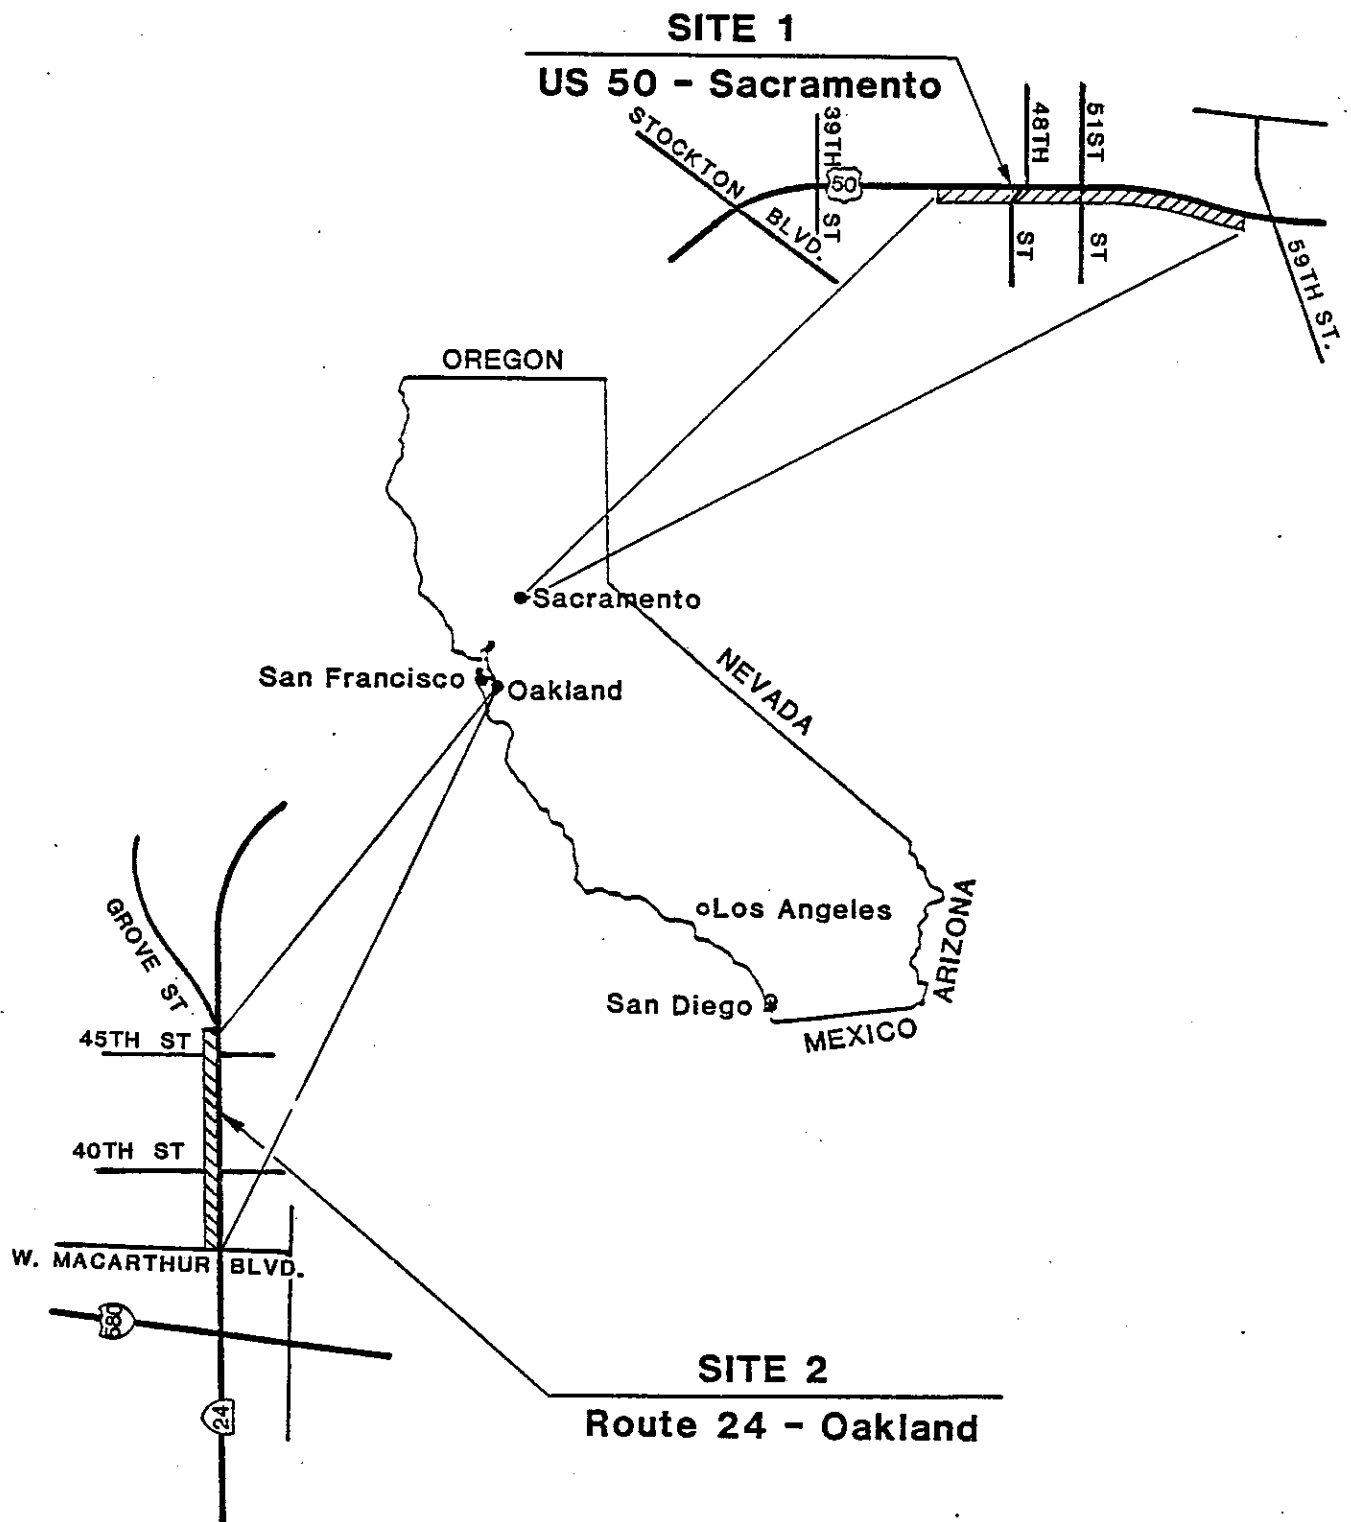 SITE 1
US 50 - Sacramento
STOCKTON BLVD.
39TH ST
50
48TH ST
51ST ST
59TH ST.
OREGON
Sacramento
NEVADA
San Francisco
Oakland
GROVE ST
Los Angeles
ARIZONA
San Diego
MEXICO
45TH ST
40TH ST
W. MACARTHUR BLVD.
580
24
SITE 2
Route 24 - Oakland